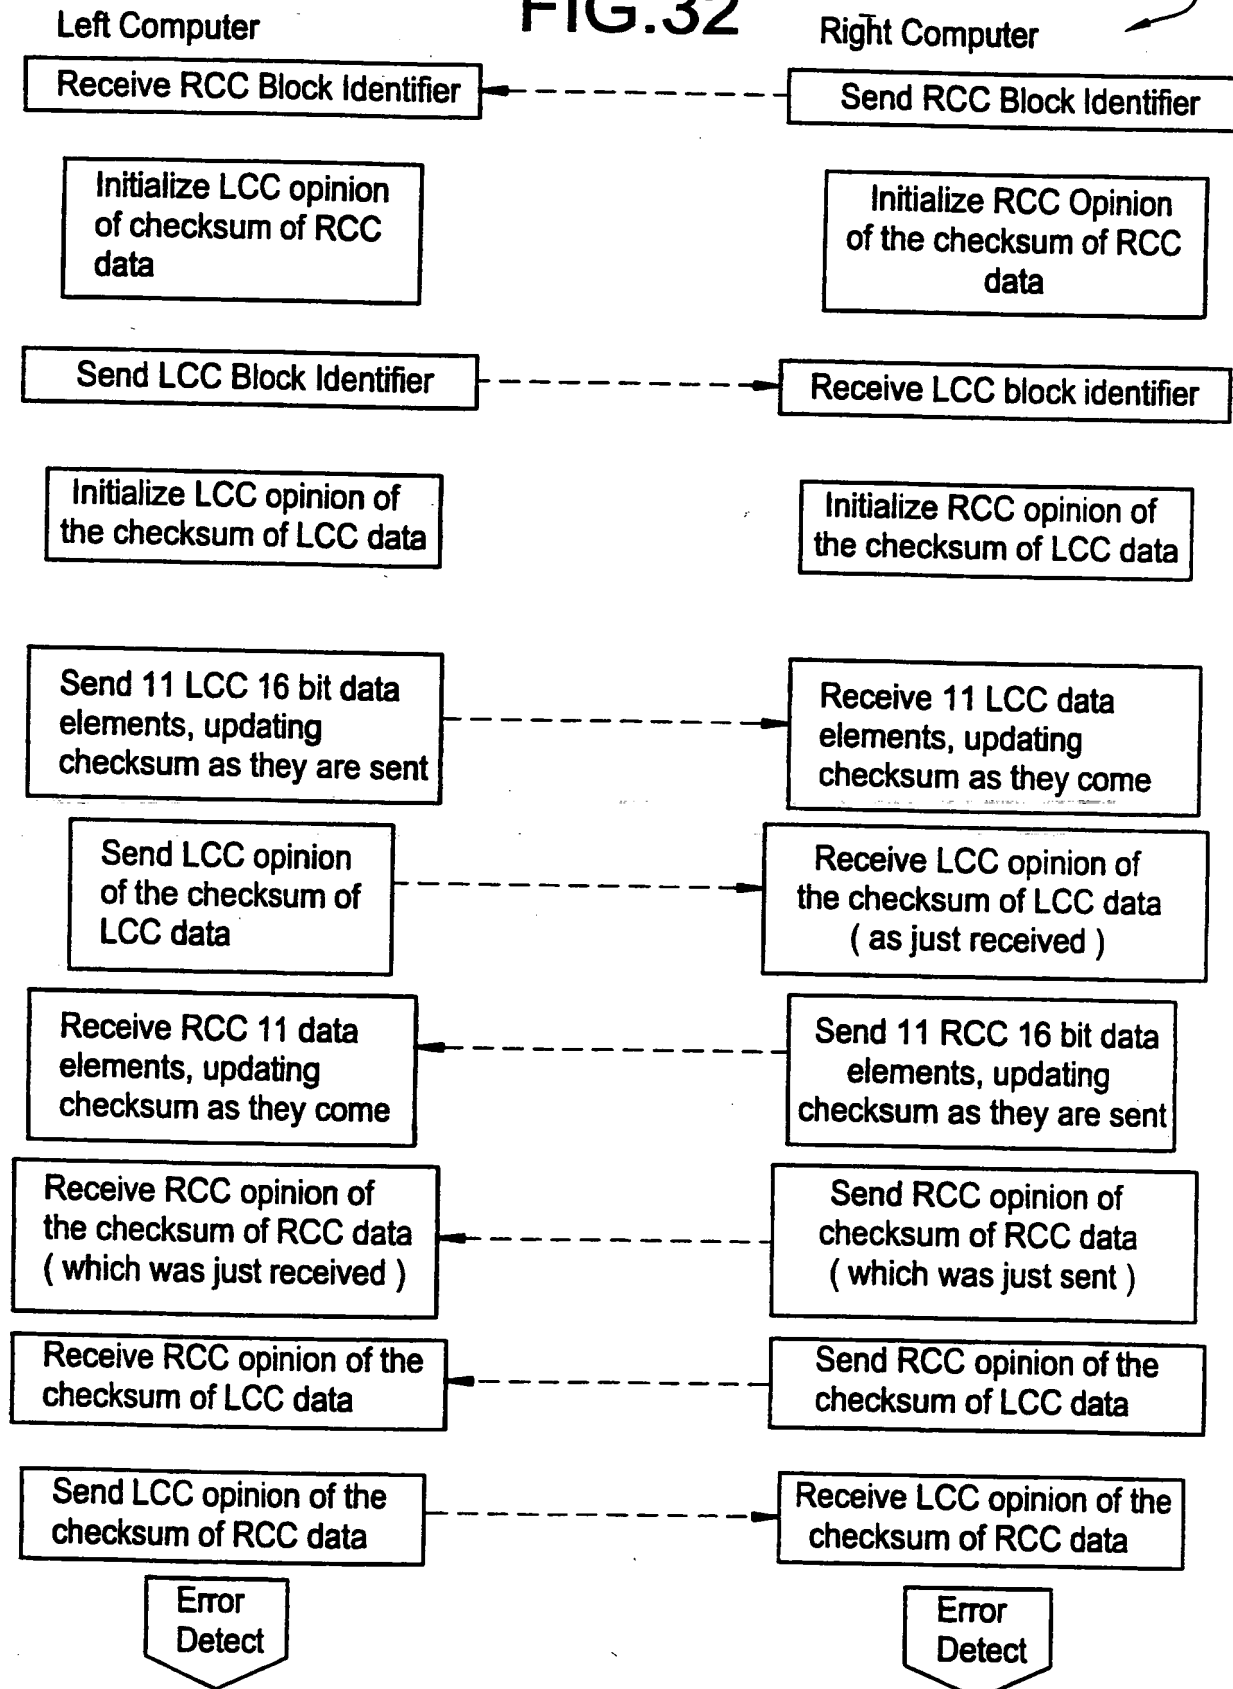 FIG.32
Left Computer
Right Computer
Receive RCC Block Identifier
Send RCC Block Identifier
Initialize LCC opinion
of checksum of RCC
data
Initialize RCC Opinion
of the checksum of RCC
data
Send LCC Block Identifier
Receive LCC block identifier
Initialize LCC opinion of
the checksum of LCC data
Initialize RCC opinion of
the checksum of LCC data
Send 11 LCC 16 bit data
elements, updating
checksum as they are sent
Receive 11 LCC data
elements, updating
checksum as they come
Send LCC opinion
of the checksum of
LCC data
Receive LCC opinion of
the checksum of LCC data
( as just received )
Receive RCC 11 data
elements, updating
checksum as they come
Send 11 RCC 16 bit data
elements, updating
checksum as they are sent
Receive RCC opinion of
the checksum of RCC data
( which was just received )
Send RCC opinion of
checksum of RCC data
( which was just sent )
Receive RCC opinion of the
checksum of LCC data
Send RCC opinion of the
checksum of LCC data
Send LCC opinion of the
checksum of RCC data
Receive LCC opinion of the
checksum of RCC data
Error
Detect
Error
Detect